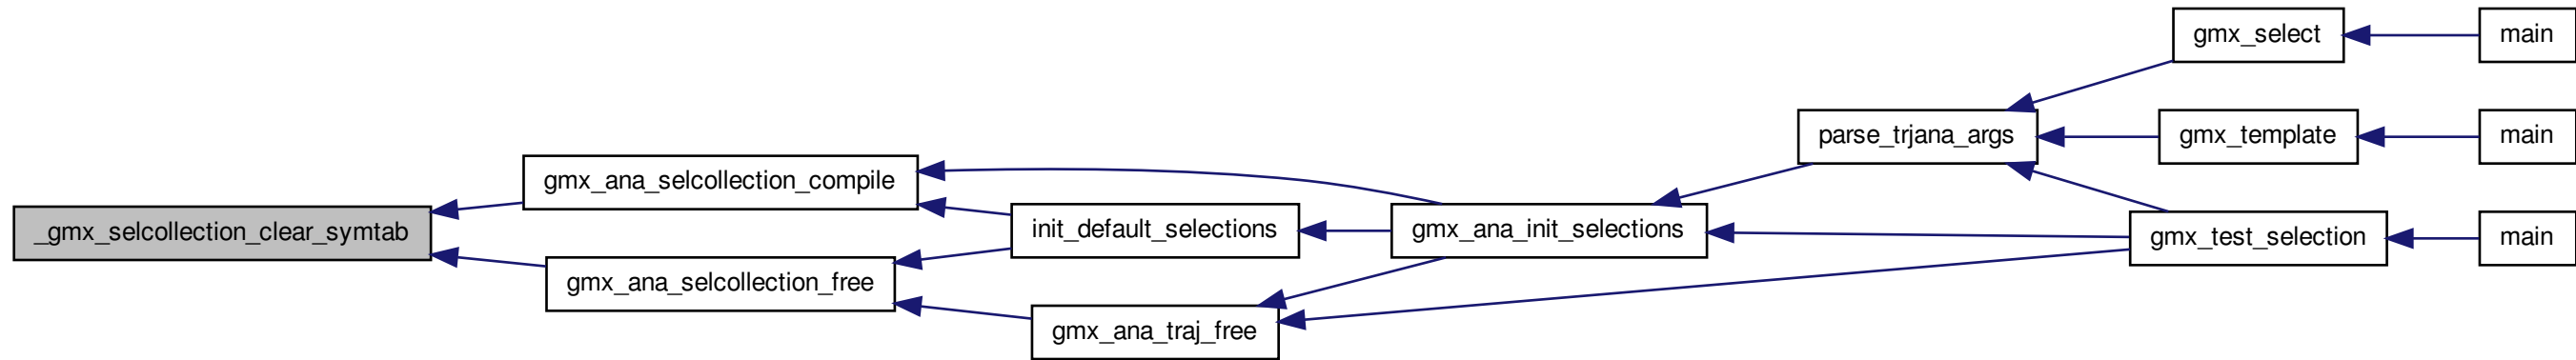 _gmx_selcollection_clear_symtab
gmx_ana_selcollection_compile
gmx_ana_selcollection_free
init_default_selections
gmx_ana_traj_free
gmx_ana_init_selections
parse_trjana_args
gmx_select
gmx_template
gmx_test_selection
main
main
main